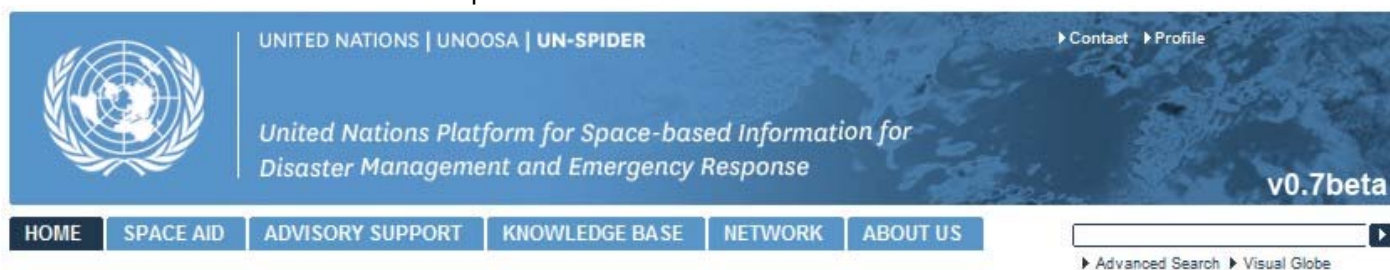 UNITED NATIONS | UNOOSA | UN-SPIDER
Contact Profile
United Nations Platform for Space-based Information for
Disaster Management and Emergency Response
v0.7beta
HOME SPACE AID ADVISORY SUPPORT KNOWLEDGE BASE NETWORK ABOUT US
Advanced Search Visual Globe